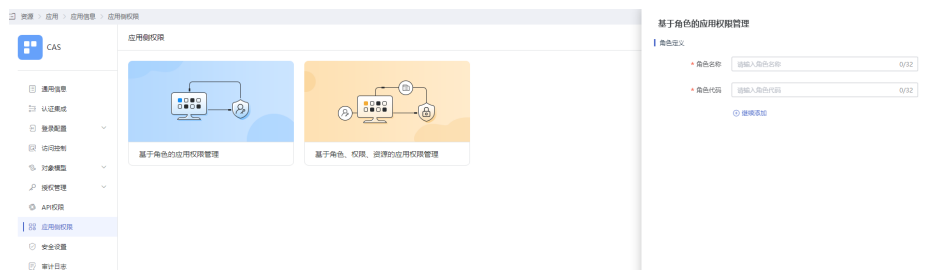 资源 > 应用 > 应用信息 > 应用侧权限
CAS
通用信息
认证集成
登录配置
访问控制
对象模型
授权管理
API权限
应用侧权限
安全设置
审计日志
应用侧权限
基于角色的应用权限管理
基于角色、权限、资源的应用权限管理
基于角色的应用权限管理
角色定义
* 角色名称 请输入角色名称 0/32
* 角色代码 请输入角色代码 0/32
继续添加